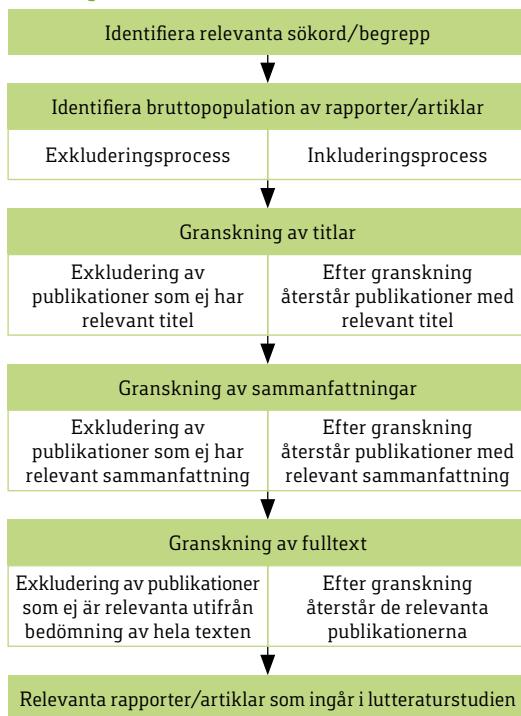 Identifiera relevanta sökord/begrepp
Identifiera bruttopopulation av rapporter/artiklar
Exkluderingsprocess
Inkluderingsprocess
Granskning av titlar
Exkludering av
publikationer som ej har
relevant titel
Efter granskning
återstår publikationer med
relevant titel
Granskning av sammanfattningar
Exkludering av
publikationer som ej har
relevant sammanfattning
Efter granskning
återstår publikationer med
relevant sammanfattning
Granskning av fulltext
Exkludering av publikationer
som ej är relevanta utifrån
bedömning av hela texten
Efter granskning
återstår de relevanta
publikationerna
Relevanta rapporter/artiklar som ingår i lutteraturstudien